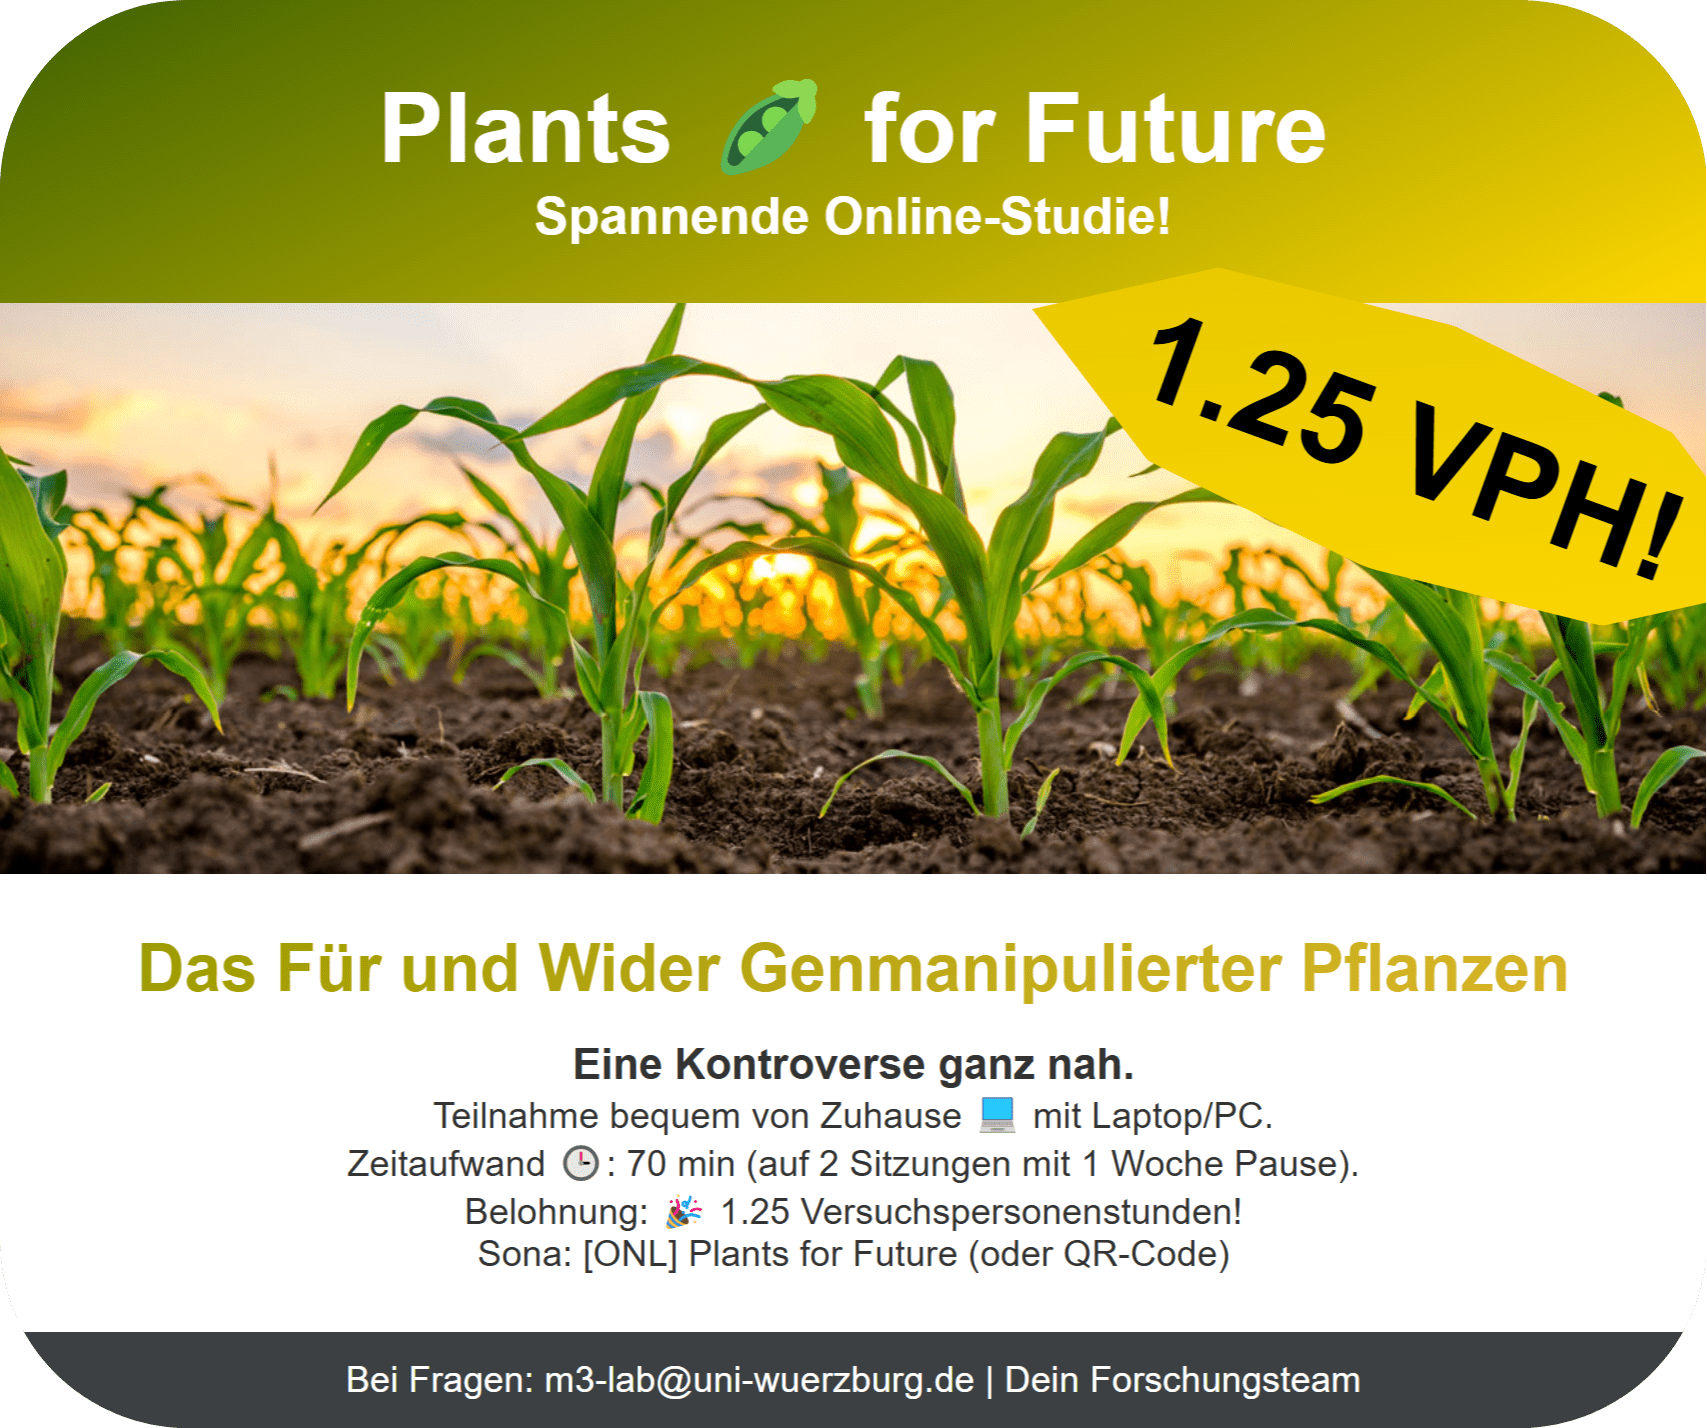 Plants 🫛 for Future
Spannende Online-Studie!
1.25 VPH!
Das Für und Wider Genmanipulierter Pflanzen
Eine Kontroverse ganz nah.
Teilnahme bequem von Zuhause 💻 mit Laptop/PC.
Zeitaufwand 🕒: 70 min (auf 2 Sitzungen mit 1 Woche Pause).
Belohnung: 🎉 1.25 Versuchspersonenstunden!
Sona: [ONL] Plants for Future (oder QR-Code)
Bei Fragen: m3-lab@uni-wuerzburg.de | Dein Forschungsteam